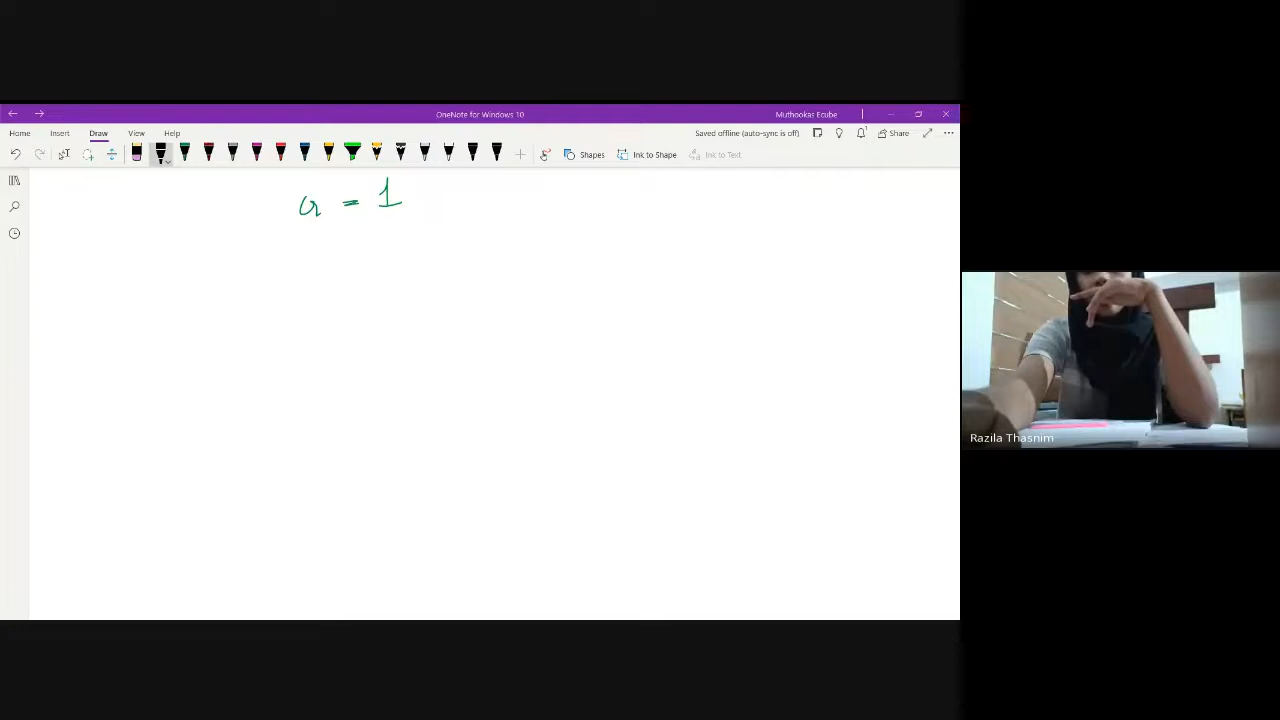 OneNote for Windows 10
Muthookas Ecube
Home Insert Draw View Help
Saved offline (auto-sync is off)
Share
Shapes
Ink to Shape
Ink to Text
a = 1
Razila Thasnim